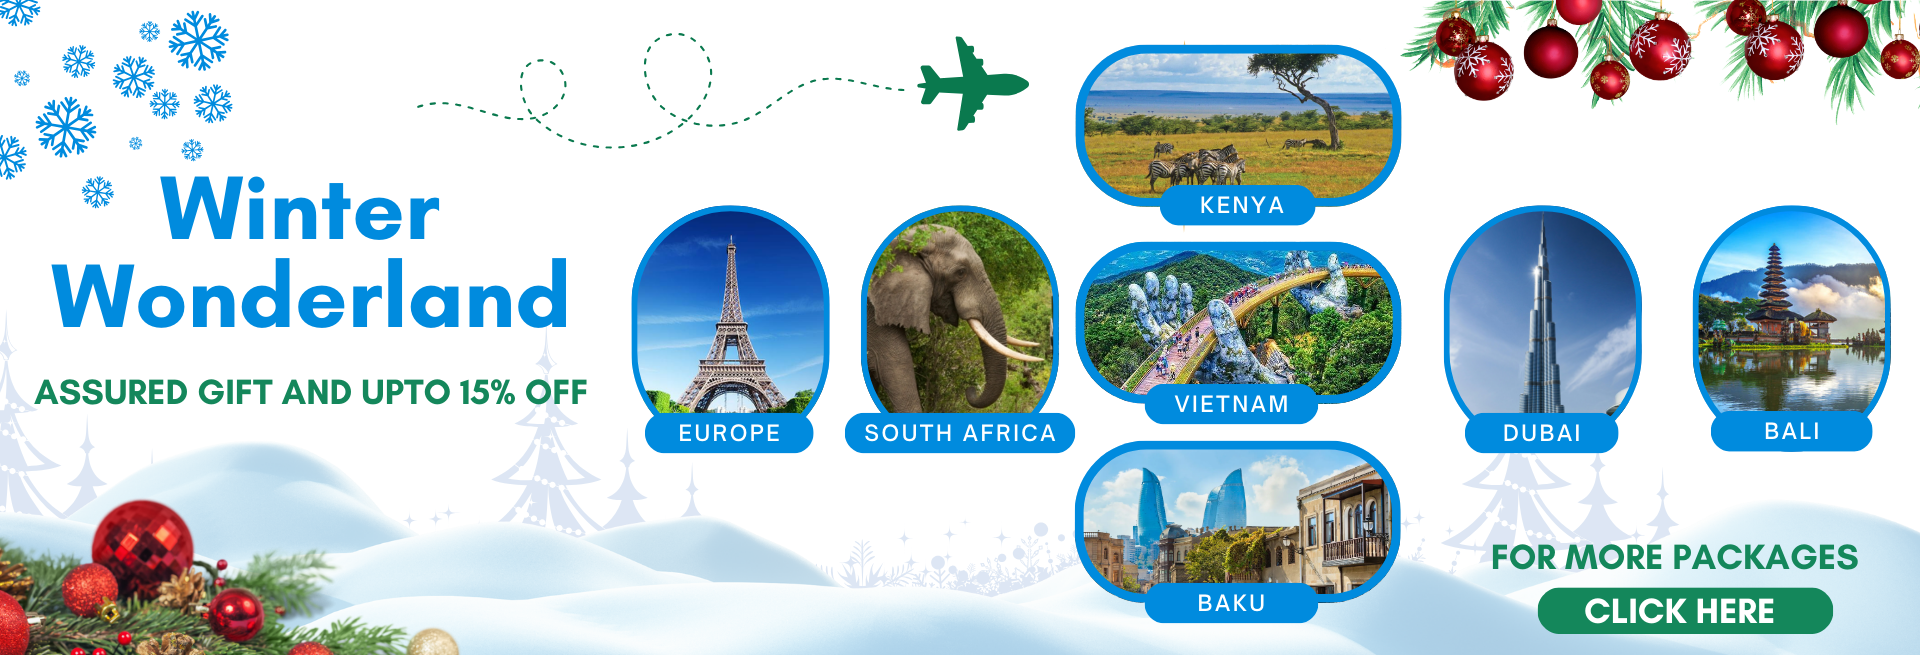 Winter
Wonderland
ASSURED GIFT AND UPTO 15% OFF
EUROPE
SOUTH AFRICA
KENYA
VIETNAM
BAKU
DUBAI
BALI
FOR MORE PACKAGES
CLICK HERE